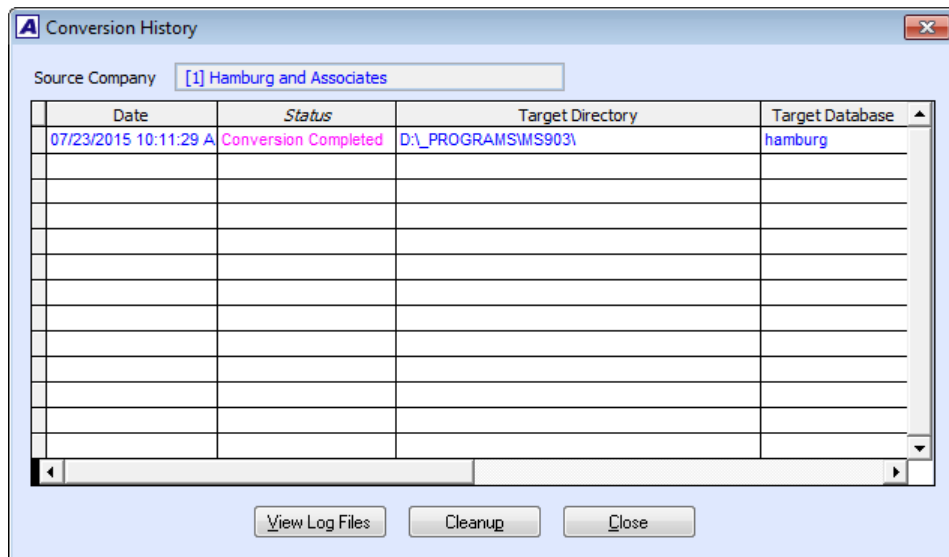 Conversion History
Source Company [1] Hamburg and Associates
Date Status Target Directory Target Database
07/23/2015 10:11:29 A Conversion Completed D:\_PROGRAMS\MS903\ hamburg
View Log Files Cleanup Close